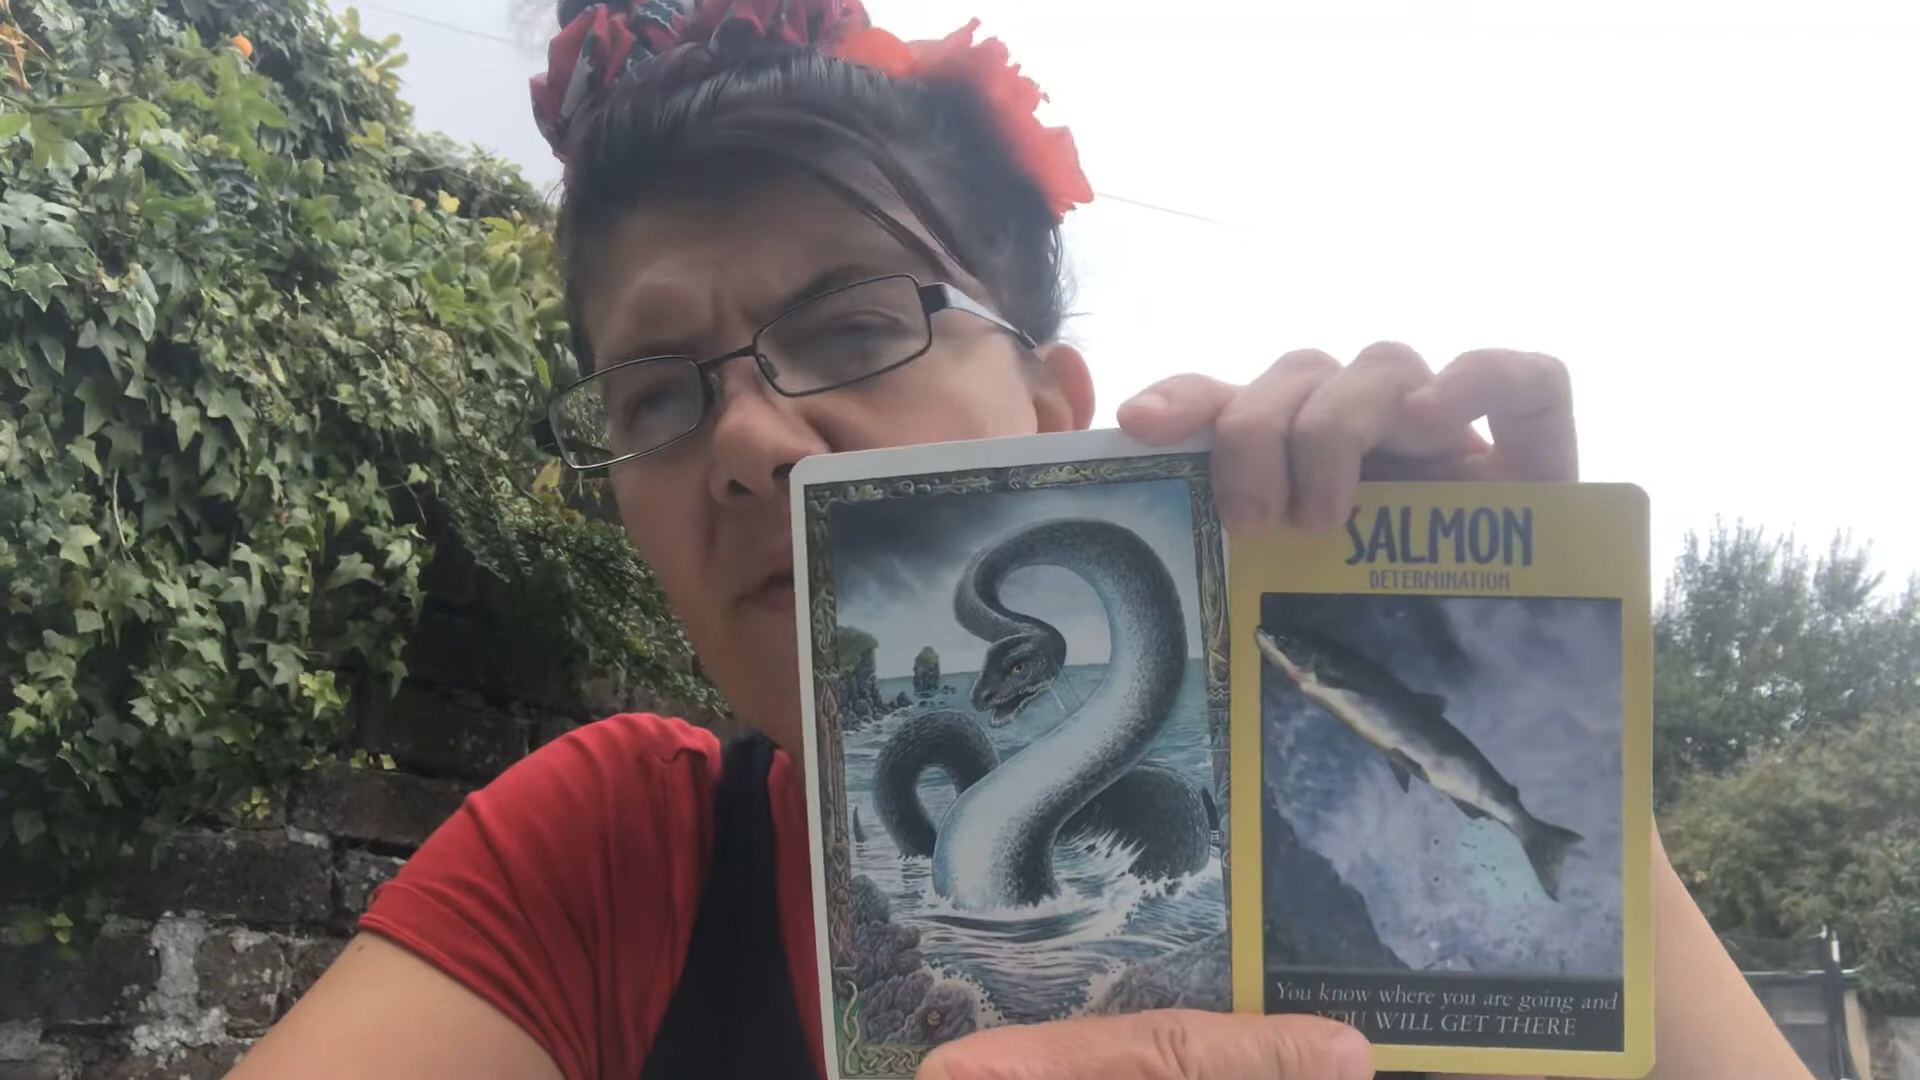 SALMON
DETERMINATION
You know where you are going and
YOU WILL GET THERE